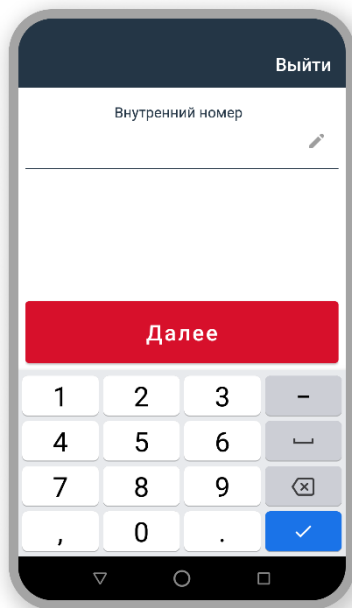 Выйти
Внутренний номер
Далее
1 2 3 -
4 5 6
7 8 9
, 0 .